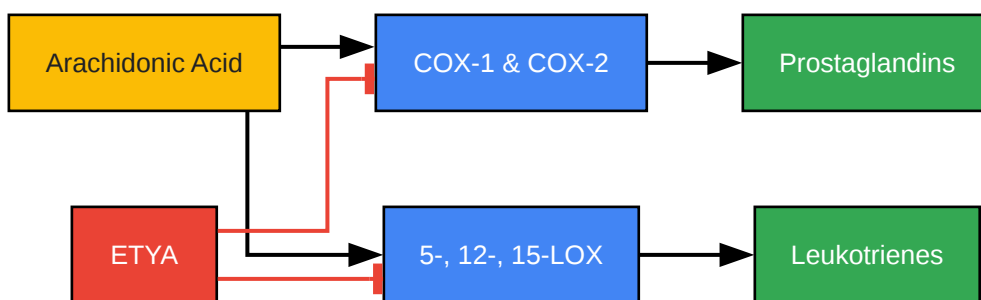 Arachidonic Acid
COX-1 & COX-2
Prostaglandins
ETYA
5-, 12-, 15-LOX
Leukotrienes